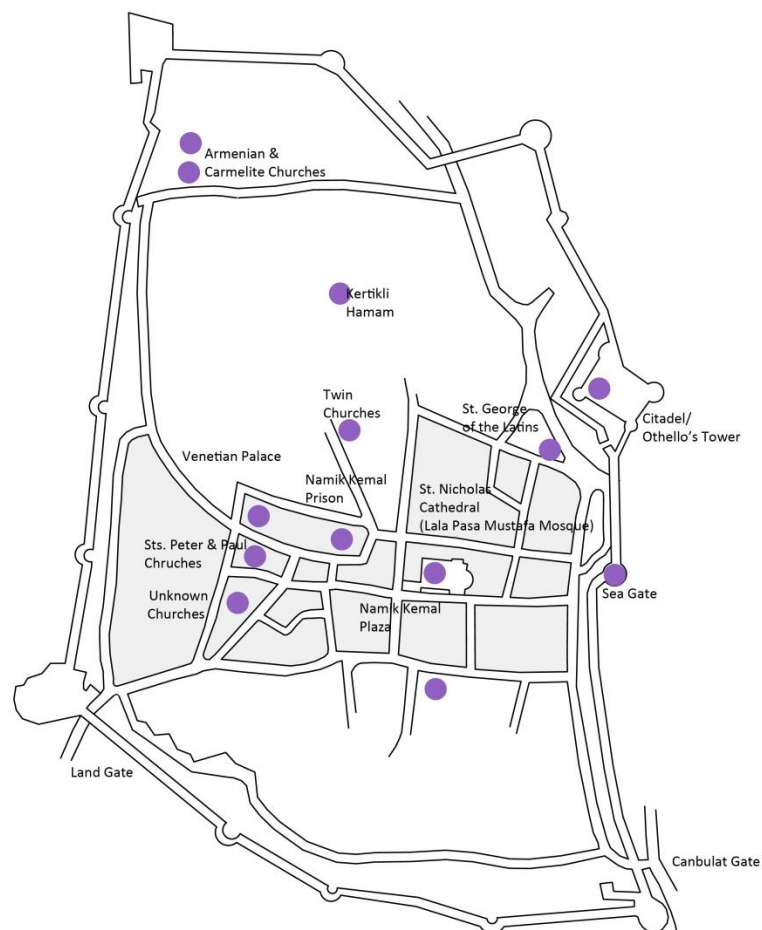 Armenian &
Carmelite Churches
Kertikli
Hamam
Twin
Churches
St. George
of the Latins
Citadel/
Othello's Tower
Venetian Palace
Namik Kemal
Prison
St. Nicholas
Cathedral
(Lala Pasa Mustafa Mosque)
Sts. Peter & Paul
Chruches
Unknown
Churches
Namik Kemal
Plaza
Sea Gate
Land Gate
Canbulat Gate